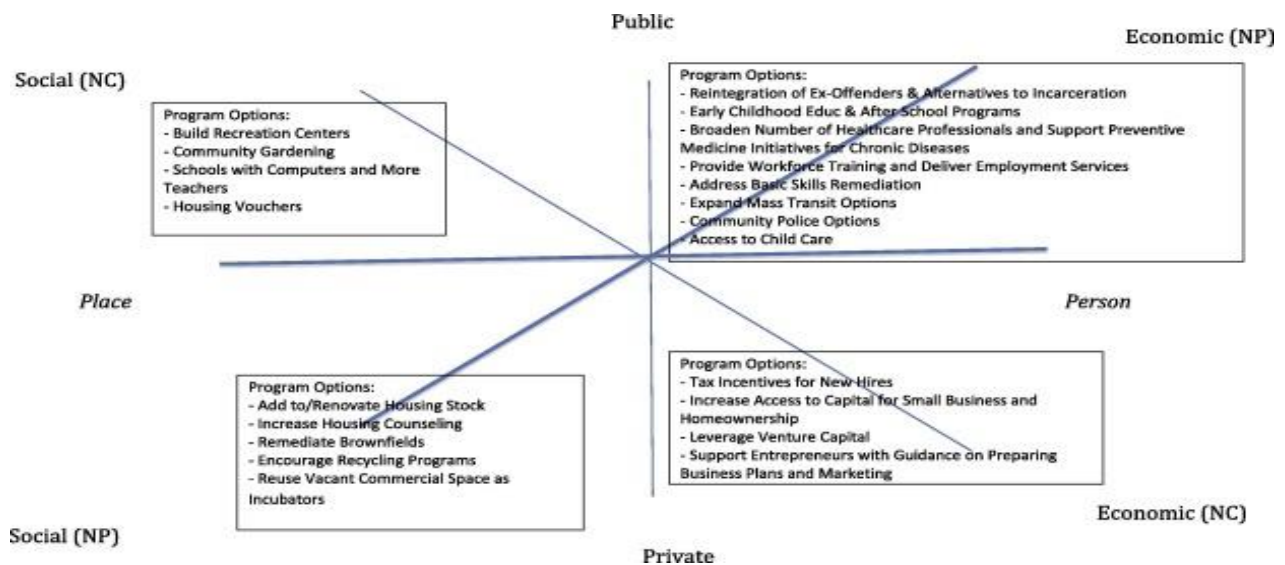 Public
Economic (NP)
Social (NC)
Program Options:
- Reintegration of Ex-Offenders & Alternatives to Incarceration
- Early Childhood Educ & After School Programs
- Broaden Number of Healthcare Professionals and Support Preventive
Medicine Initiatives for Chronic Diseases
- Provide Workforce Training and Deliver Employment Services
- Address Basic Skills Remediation
- Expand Mass Transit Options
- Community Police Options
- Access to Child Care
Program Options:
- Build Recreation Centers
- Community Gardening
- Schools with Computers and More
Teachers
- Housing Vouchers
Place
Person
Program Options:
- Add to/Renovate Housing Stock
- Increase Housing Counseling
- Remediate Brownfields
- Encourage Recycling Programs
- Reuse Vacant Commercial Space as
Incubators
Program Options:
- Tax Incentives for New Hires
- Increase Access to Capital for Small Business and
Homeownership
- Leverage Venture Capital
- Support Entrepreneurs with Guidance on Preparing
Business Plans and Marketing
Economic (NC)
Social (NP)
Private